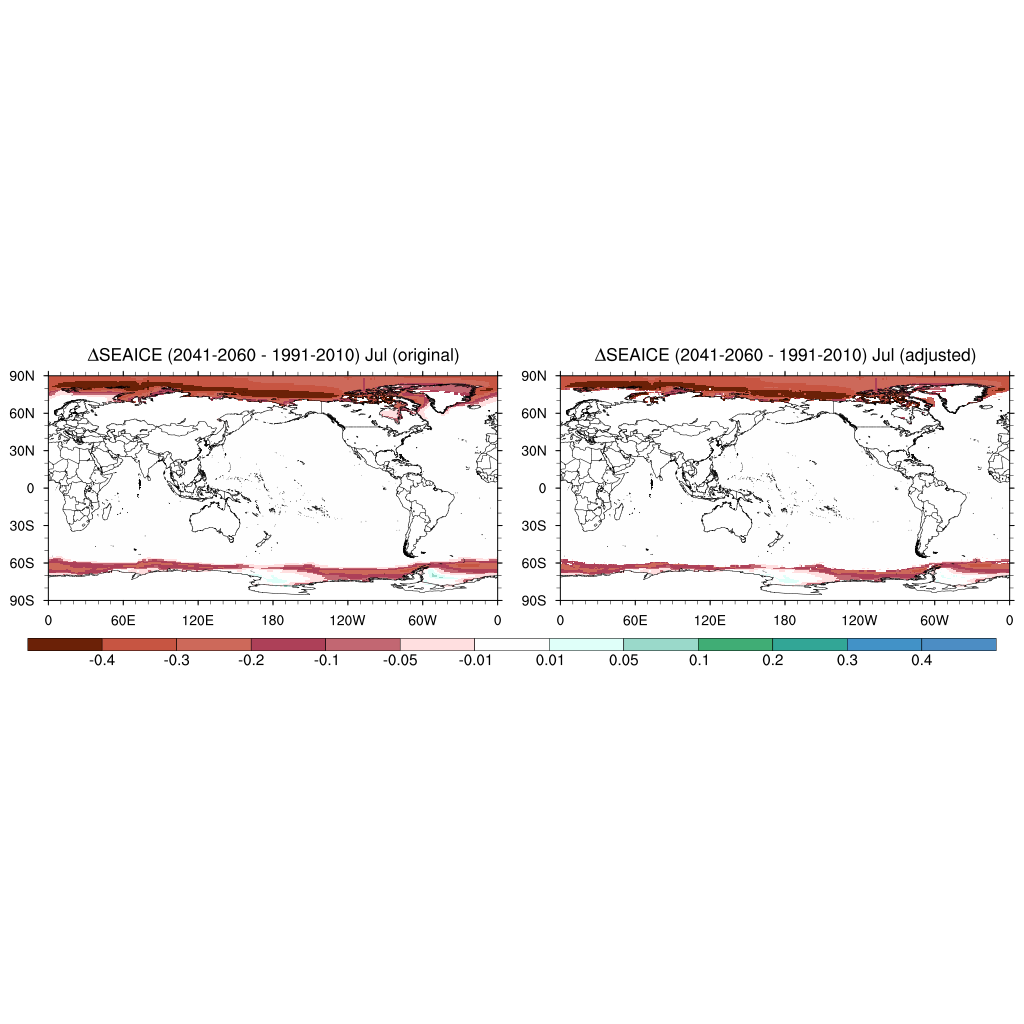 ΔSEAICE (2041-2060 - 1991-2010) Jul (original)
90N
60N
30N
0
30S
60S
90S
0 60E 120E 180 120W 60W 0
ΔSEAICE (2041-2060 - 1991-2010) Jul (adjusted)
90N
60N
30N
0
30S
60S
90S
0 60E 120E 180 120W 60W 0
-0.4 -0.3 -0.2 -0.1 -0.05 -0.01 0.01 0.05 0.1 0.2 0.3 0.4